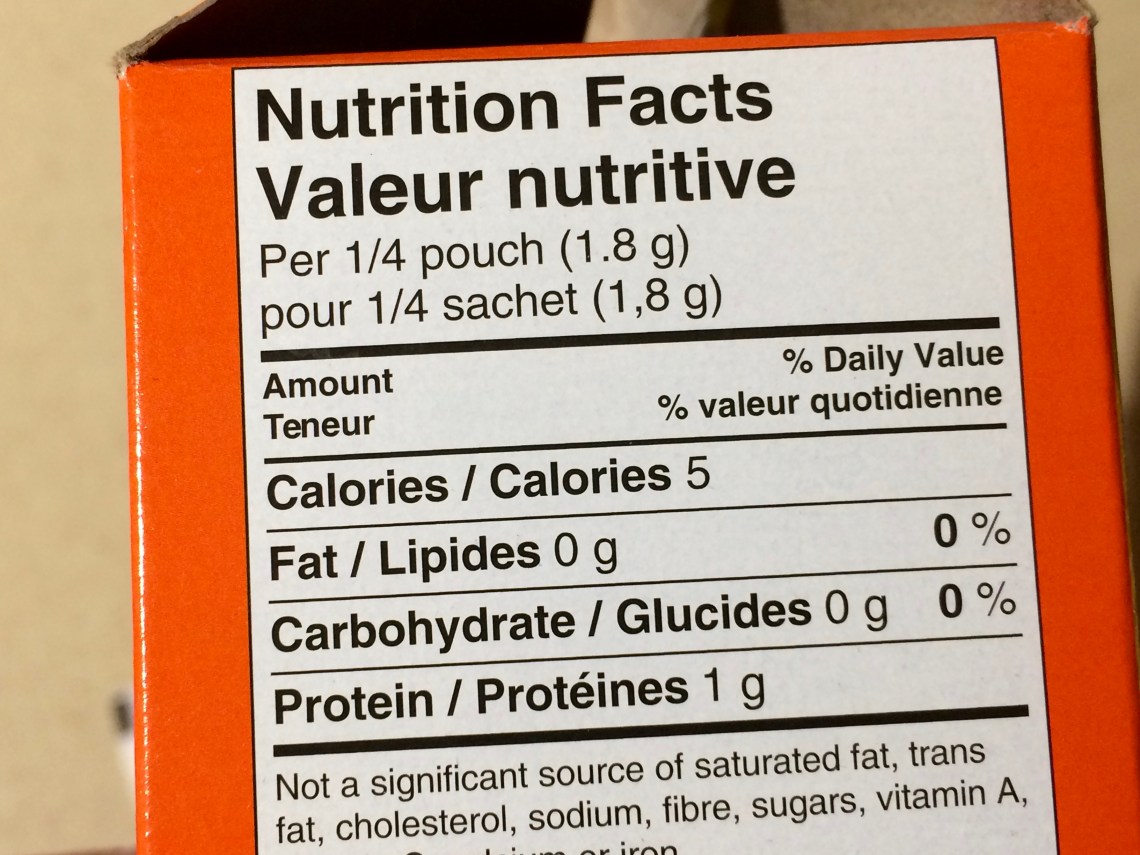 Nutrition Facts
Valeur nutritive
Per 1/4 pouch (1.8 g)
pour 1/4 sachet (1,8 g)
Amount
Teneur
% Daily Value
% valeur quotidienne
Calories / Calories 5
Fat / Lipides 0 g 0 %
Carbohydrate / Glucides 0 g 0 %
Protein / Protéines 1 g
Not a significant source of saturated fat, trans
fat, cholesterol, sodium, fibre, sugars, vitamin A,
or iron